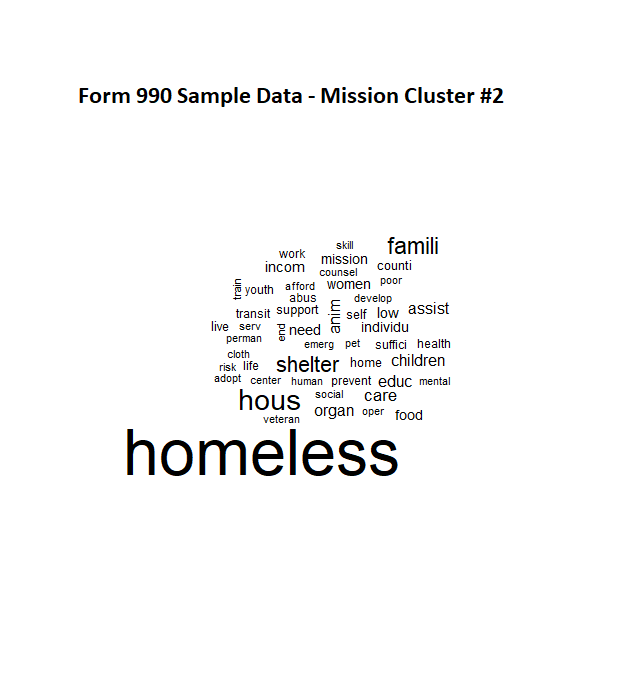 Form 990 Sample Data - Mission Cluster #2
skill
famili
work
mission
incom
counti
counsel
train
youth
afford
women
poor
abus
develop
transit
support
anim
self
low
assist
live
serv
end
need
individu
perman
emerg
pet
suffici
health
cloth
risk
life
shelter
home
children
adopt
center
human
prevent
educ
mental
hous
social
care
organ
oper
food
veteran
homeless